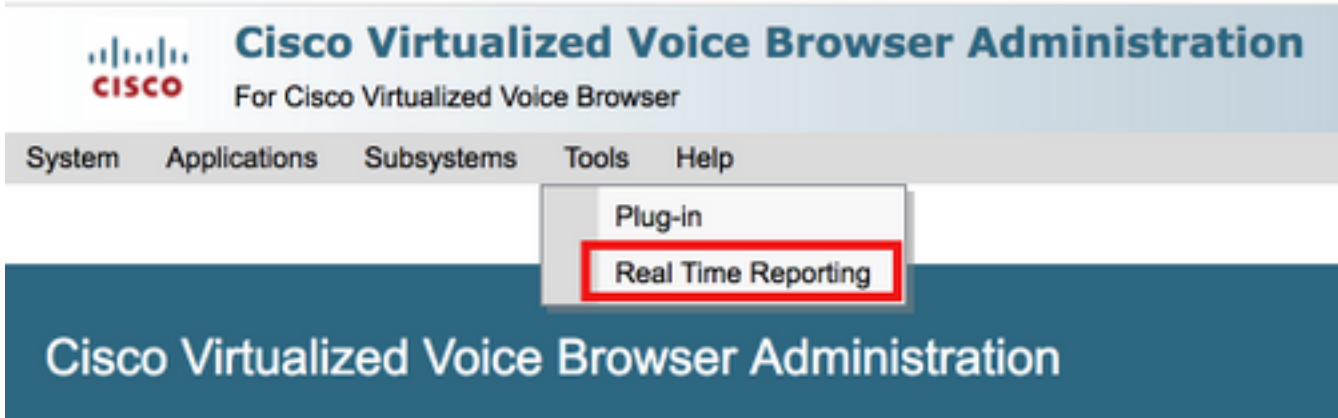 Cisco Virtualized Voice Browser Administration
CISCO
For Cisco Virtualized Voice Browser
System Applications Subsystems Tools Help
Plug-in
Real Time Reporting
Cisco Virtualized Voice Browser Administration